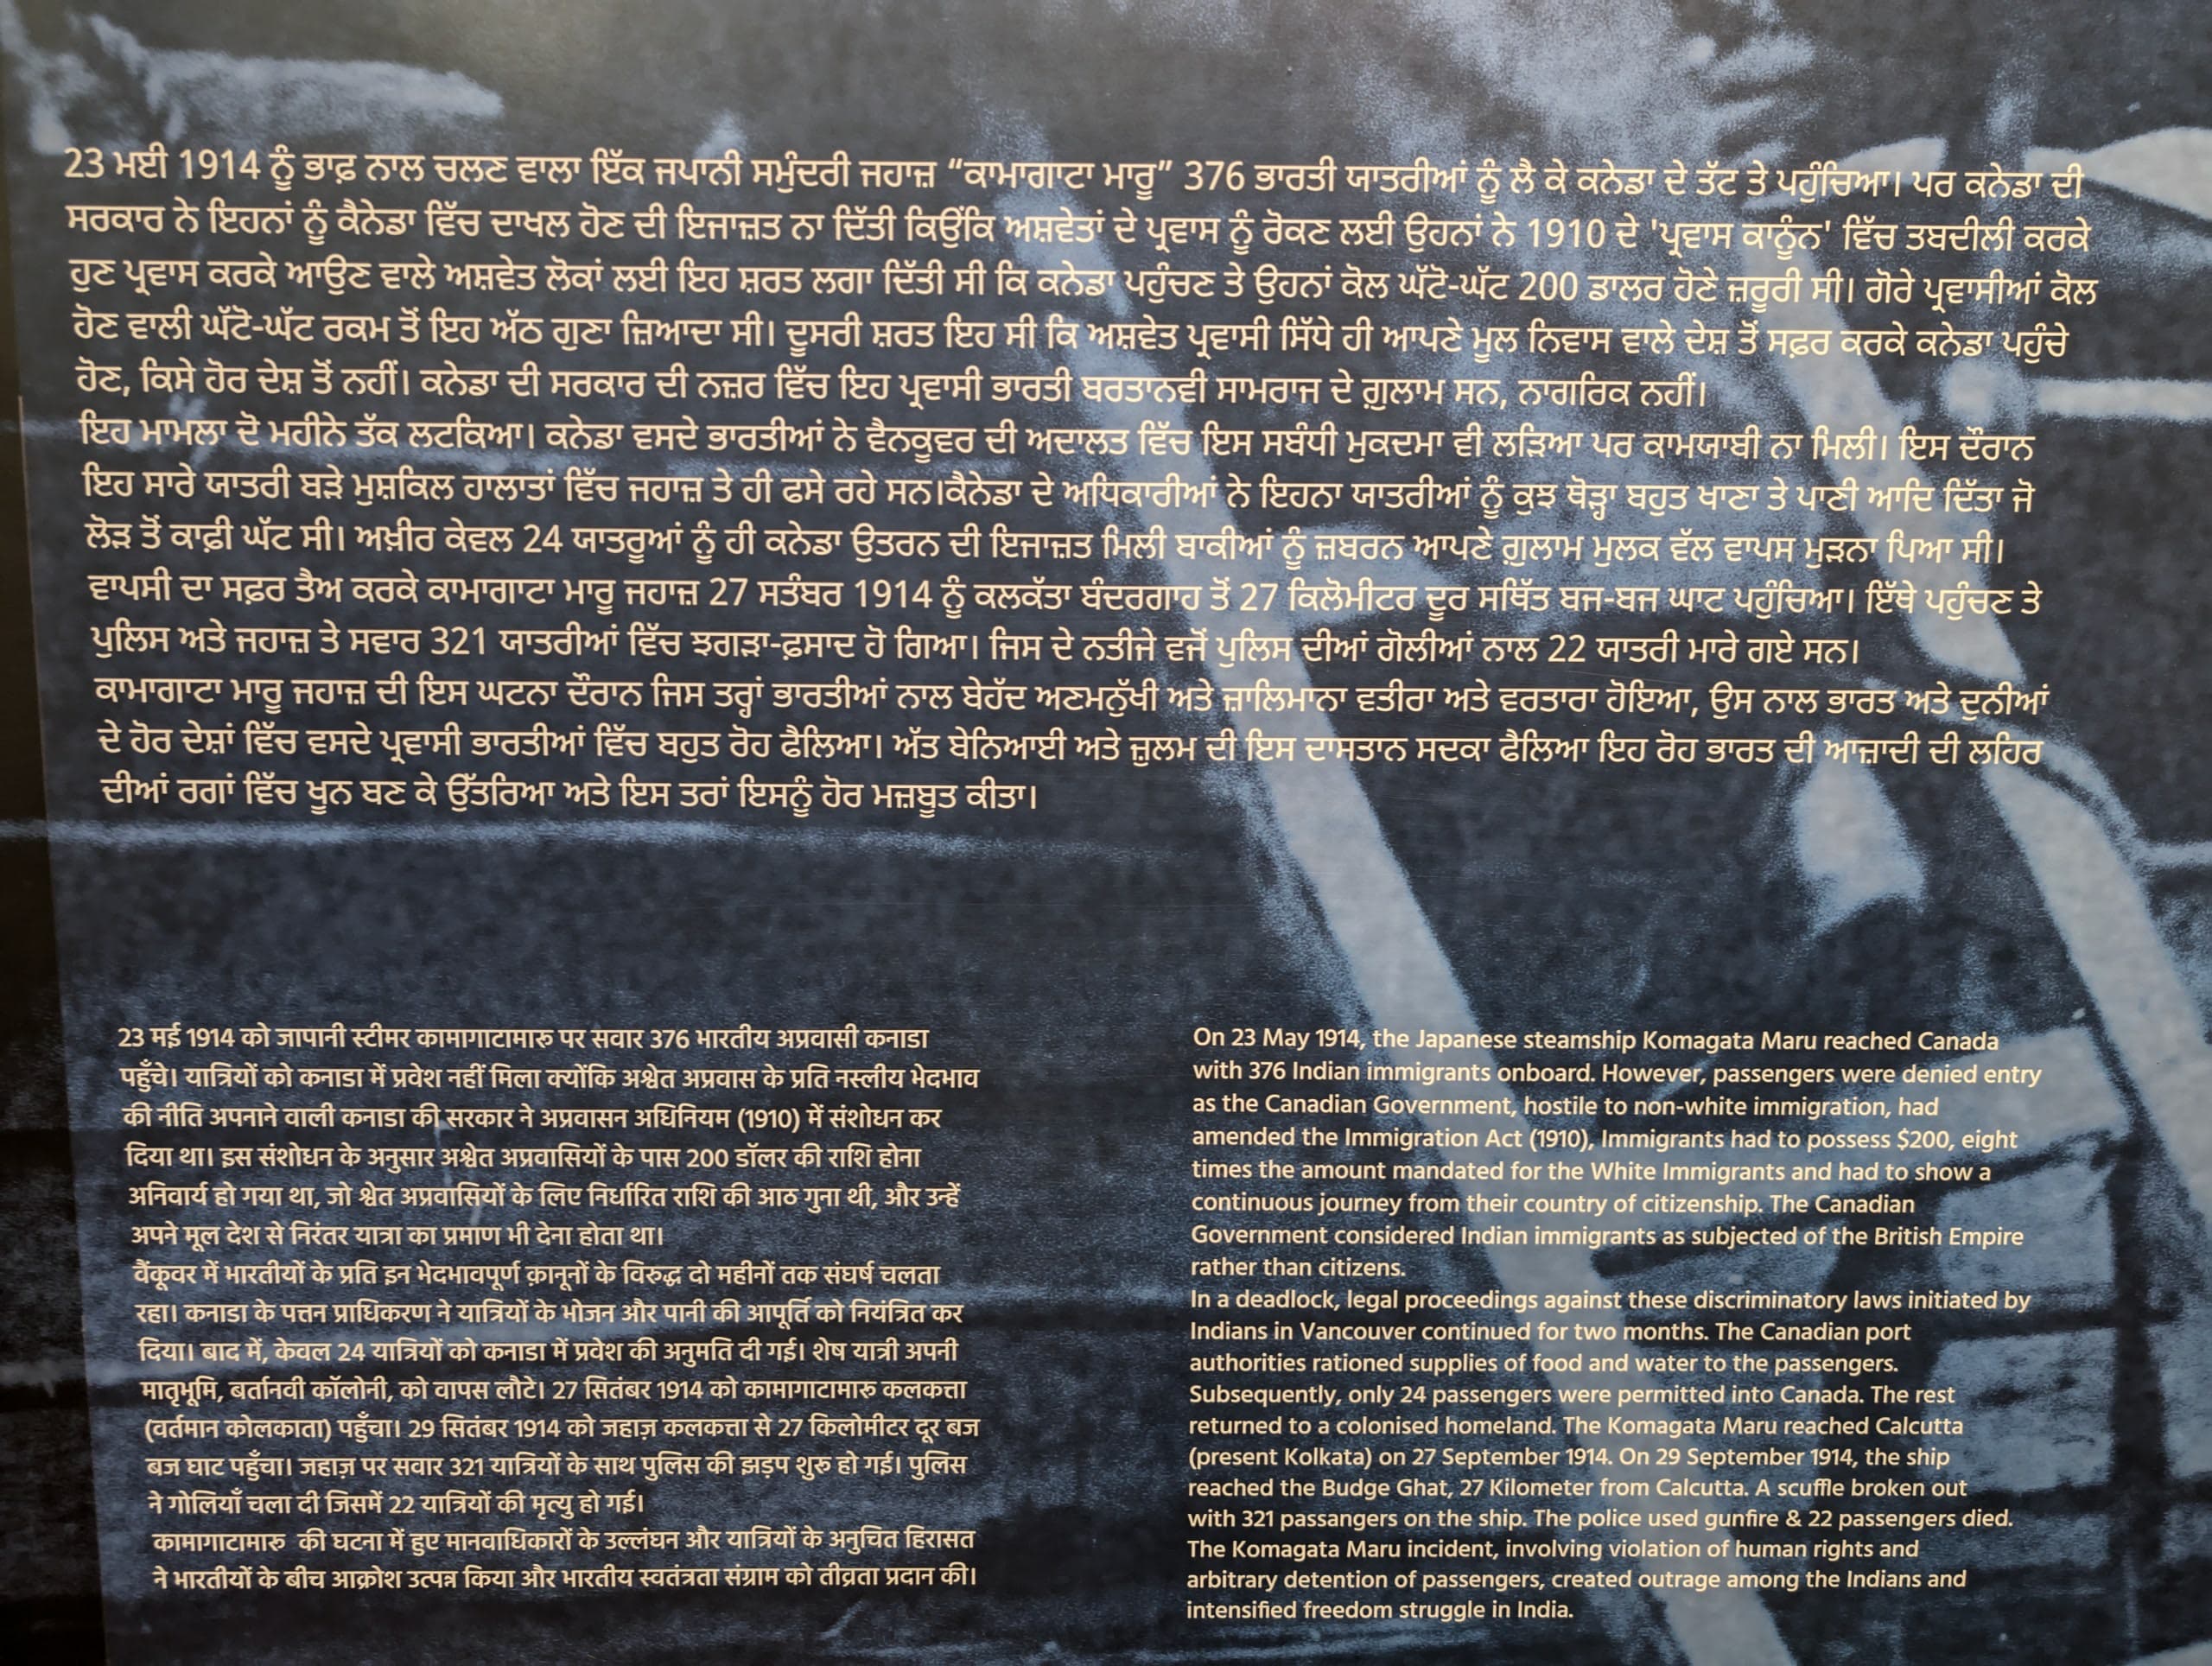 23 ਮਈ 1914 ਨੂੰ ਭਾਫ਼ ਨਾਲ ਚਲਣ ਵਾਲਾ ਇੱਕ ਜਪਾਨੀ ਸਮੁੰਦਰੀ ਜਹਾਜ਼ “ਕਾਮਾਗਾਟਾ ਮਾਰੂ” 376 ਭਾਰਤੀ ਯਾਤਰੀਆਂ ਨੂੰ ਲੈ ਕੇ ਕਨੇਡਾ ਦੇ ਤੱਟ ਤੇ ਪਹੁੰਚਿਆ। ਪਰ ਕਨੇਡਾ ਦੀ
ਸਰਕਾਰ ਨੇ ਇਹਨਾਂ ਨੂੰ ਕੈਨੇਡਾ ਵਿੱਚ ਦਾਖਲ ਹੋਣ ਦੀ ਇਜਾਜ਼ਤ ਨਾ ਦਿੱਤੀ ਕਿਉਂਕਿ ਅਸ਼ਵੇਤਾਂ ਦੇ ਪ੍ਰਵਾਸ ਨੂੰ ਰੋਕਣ ਲਈ ਉਹਨਾਂ ਨੇ 1910 ਦੇ 'ਪ੍ਰਵਾਸ ਕਾਨੂੰਨ' ਵਿੱਚ ਤਬਦੀਲੀ ਕਰਕੇ
ਹੁਣ ਪ੍ਰਵਾਸ ਕਰਕੇ ਆਉਣ ਵਾਲੇ ਅਸ਼ਵੇਤ ਲੋਕਾਂ ਲਈ ਇਹ ਸ਼ਰਤ ਲਗਾ ਦਿੱਤੀ ਸੀ ਕਿ ਕਨੇਡਾ ਪਹੁੰਚਣ ਤੇ ਉਹਨਾਂ ਕੋਲ ਘੱਟੋ-ਘੱਟ 200 ਡਾਲਰ ਹੋਣੇ ਜ਼ਰੂਰੀ ਸੀ। ਗੋਰੇ ਪ੍ਰਵਾਸੀਆਂ ਕੋਲ
ਹੋਣ ਵਾਲੀ ਘੱਟੋ-ਘੱਟ ਰਕਮ ਤੋਂ ਇਹ ਅੱਠ ਗੁਣਾ ਜ਼ਿਆਦਾ ਸੀ। ਦੂਸਰੀ ਸ਼ਰਤ ਇਹ ਸੀ ਕਿ ਅਸ਼ਵੇਤ ਪ੍ਰਵਾਸੀ ਸਿੱਧੇ ਹੀ ਆਪਣੇ ਮੂਲ ਨਿਵਾਸ ਵਾਲੇ ਦੇਸ਼ ਤੋਂ ਸਫ਼ਰ ਕਰਕੇ ਕਨੇਡਾ ਪਹੁੰਚੇ
ਹੋਣ, ਕਿਸੇ ਹੋਰ ਦੇਸ਼ ਤੋਂ ਨਹੀਂ। ਕਨੇਡਾ ਦੀ ਸਰਕਾਰ ਦੀ ਨਜ਼ਰ ਵਿੱਚ ਇਹ ਪ੍ਰਵਾਸੀ ਭਾਰਤੀ ਬਰਤਾਨਵੀ ਸਾਮਰਾਜ ਦੇ ਗ਼ੁਲਾਮ ਸਨ, ਨਾਗਰਿਕ ਨਹੀਂ।
ਇਹ ਮਾਮਲਾ ਦੋ ਮਹੀਨੇ ਤੱਕ ਲਟਕਿਆ। ਕਨੇਡਾ ਵਸਦੇ ਭਾਰਤੀਆਂ ਨੇ ਵੈਨਕੂਵਰ ਦੀ ਅਦਾਲਤ ਵਿੱਚ ਇਸ ਸਬੰਧੀ ਮੁਕਦਮਾ ਵੀ ਲੜਿਆ ਪਰ ਕਾਮਯਾਬੀ ਨਾ ਮਿਲੀ। ਇਸ ਦੌਰਾਨ
ਇਹ ਸਾਰੇ ਯਾਤਰੀ ਬੜੇ ਮੁਸ਼ਕਿਲ ਹਾਲਾਤਾਂ ਵਿੱਚ ਜਹਾਜ਼ ਤੇ ਹੀ ਫਸੇ ਰਹੇ ਸਨ।ਕੈਨੇਡਾ ਦੇ ਅਧਿਕਾਰੀਆਂ ਨੇ ਇਹਨਾ ਯਾਤਰੀਆਂ ਨੂੰ ਕੁਝ ਥੋੜ੍ਹਾ ਬਹੁਤ ਖਾਣਾ ਤੇ ਪਾਣੀ ਆਦਿ ਦਿੱਤਾ ਜੋ
ਲੋੜ ਤੋਂ ਕਾਫ਼ੀ ਘੱਟ ਸੀ। ਅਖ਼ੀਰ ਕੇਵਲ 24 ਯਾਤਰੂਆਂ ਨੂੰ ਹੀ ਕਨੇਡਾ ਉਤਰਨ ਦੀ ਇਜਾਜ਼ਤ ਮਿਲੀ ਬਾਕੀਆਂ ਨੂੰ ਜ਼ਬਰਨ ਆਪਣੇ ਗ਼ੁਲਾਮ ਮੁਲਕ ਵੱਲ ਵਾਪਸ ਮੁੜਨਾ ਪਿਆ ਸੀ।
ਵਾਪਸੀ ਦਾ ਸਫ਼ਰ ਤੈਅ ਕਰਕੇ ਕਾਮਾਗਾਟਾ ਮਾਰੂ ਜਹਾਜ਼ 27 ਸਤੰਬਰ 1914 ਨੂੰ ਕਲਕੱਤਾ ਬੰਦਰਗਾਹ ਤੋਂ 27 ਕਿਲੋਮੀਟਰ ਦੂਰ ਸਥਿੱਤ ਬਜ-ਬਜ ਘਾਟ ਪਹੁੰਚਿਆ। ਇੱਥੇ ਪਹੁੰਚਣ ਤੇ
ਪੁਲਿਸ ਅਤੇ ਜਹਾਜ਼ ਤੇ ਸਵਾਰ 321 ਯਾਤਰੀਆਂ ਵਿੱਚ ਝਗੜਾ-ਫ਼ਸਾਦ ਹੋ ਗਿਆ। ਜਿਸ ਦੇ ਨਤੀਜੇ ਵਜੋਂ ਪੁਲਿਸ ਦੀਆਂ ਗੋਲੀਆਂ ਨਾਲ 22 ਯਾਤਰੀ ਮਾਰੇ ਗਏ ਸਨ।
ਕਾਮਾਗਾਟਾ ਮਾਰੂ ਜਹਾਜ਼ ਦੀ ਇਸ ਘਟਨਾ ਦੌਰਾਨ ਜਿਸ ਤਰ੍ਹਾਂ ਭਾਰਤੀਆਂ ਨਾਲ ਬੇਹੱਦ ਅਣਮਨੁੱਖੀ ਅਤੇ ਜ਼ਾਲਿਮਾਨਾ ਵਤੀਰਾ ਅਤੇ ਵਰਤਾਰਾ ਹੋਇਆ, ਉਸ ਨਾਲ ਭਾਰਤ ਅਤੇ ਦੁਨੀਆਂ
ਦੇ ਹੋਰ ਦੇਸ਼ਾਂ ਵਿੱਚ ਵਸਦੇ ਪ੍ਰਵਾਸੀ ਭਾਰਤੀਆਂ ਵਿੱਚ ਬਹੁਤ ਰੋਹ ਫੈਲਿਆ। ਅੱਤ ਬੇਨਿਆਈ ਅਤੇ ਜ਼ੁਲਮ ਦੀ ਇਸ ਦਾਸਤਾਨ ਸਦਕਾ ਫੈਲਿਆ ਇਹ ਰੋਹ ਭਾਰਤ ਦੀ ਆਜ਼ਾਦੀ ਦੀ ਲਹਿਰ
ਦੀਆਂ ਰਗਾਂ ਵਿੱਚ ਖੂਨ ਬਣ ਕੇ ਉੱਤਰਿਆ ਅਤੇ ਇਸ ਤਰਾਂ ਇਸਨੂੰ ਹੋਰ ਮਜ਼ਬੂਤ ਕੀਤਾ।
23 मई 1914 को जापानी स्टीमर कामागाटामारू पर सवार 376 भारतीय अप्रवासी कनाडा
पहुँचे। यात्रियों को कनाडा में प्रवेश नहीं मिला क्योंकि अश्वेत अप्रवास के प्रति नस्लीय भेदभाव
की नीति अपनाने वाली कनाडा की सरकार ने अप्रवासन अधिनियम (1910) में संशोधन कर
दिया था। इस संशोधन के अनुसार अश्वेत अप्रवासियों के पास 200 डॉलर की राशि होना
अनिवार्य हो गया था, जो श्वेत अप्रवासियों के लिए निर्धारित राशि की आठ गुना थी, और उन्हें
अपने मूल देश से निरंतर यात्रा का प्रमाण भी देना होता था।
वैंकूवर में भारतीयों के प्रति इन भेदभावपूर्ण क़ानूनों के विरुद्ध दो महीनों तक संघर्ष चलता
रहा। कनाडा के पत्तन प्राधिकरण ने यात्रियों के भोजन और पानी की आपूर्ति को नियंत्रित कर
दिया। बाद में, केवल 24 यात्रियों को कनाडा में प्रवेश की अनुमति दी गई। शेष यात्री अपनी
मातृभूमि, बर्तानवी कॉलोनी, को वापस लौटे। 27 सितंबर 1914 को कामागाटामारू कलकत्ता
(वर्तमान कोलकाता) पहुँचा। 29 सितंबर 1914 को जहाज़ कलकत्ता से 27 किलोमीटर दूर बज
बज घाट पहुँचा। जहाज़ पर सवार 321 यात्रियों के साथ पुलिस की झड़प शुरू हो गई। पुलिस
ने गोलियाँ चला दी जिसमें 22 यात्रियों की मृत्यु हो गई।
कामागाटामारू की घटना में हुए मानवाधिकारों के उल्लंघन और यात्रियों के अनुचित हिरासत
ने भारतीयों के बीच आक्रोश उत्पन्न किया और भारतीय स्वतंत्रता संग्राम को तीव्रता प्रदान की।
On 23 May 1914, the Japanese steamship Komagata Maru reached Canada
with 376 Indian immigrants onboard. However, passengers were denied entry
as the Canadian Government, hostile to non-white immigration, had
amended the Immigration Act (1910), Immigrants had to possess $200, eight
times the amount mandated for the White Immigrants and had to show a
continuous journey from their country of citizenship. The Canadian
Government considered Indian immigrants as subjected of the British Empire
rather than citizens.
In a deadlock, legal proceedings against these discriminatory laws initiated by
Indians in Vancouver continued for two months. The Canadian port
authorities rationed supplies of food and water to the passengers.
Subsequently, only 24 passengers were permitted into Canada. The rest
returned to a colonised homeland. The Komagata Maru reached Calcutta
(present Kolkata) on 27 September 1914. On 29 September 1914, the ship
reached the Budge Ghat, 27 Kilometer from Calcutta. A scuffle broken out
with 321 passangers on the ship. The police used gunfire & 22 passengers died.
The Komagata Maru incident, involving violation of human rights and
arbitrary detention of passengers, created outrage among the Indians and
intensified freedom struggle in India.